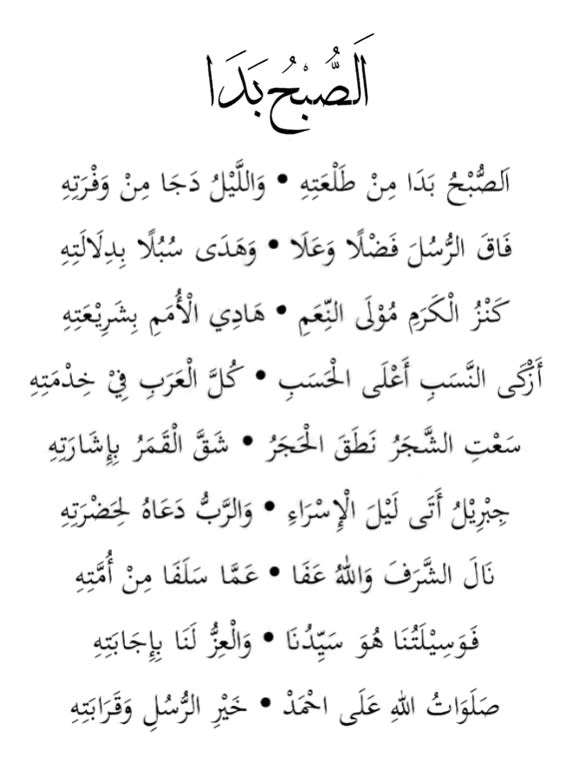 اَلصُّبْحُ بَدَا
اَلصُّبْحُ بَدَا مِنْ طَلْعَتِهِ • وَاللَّيْلُ دَجَا مِنْ وَفْرَتِهِ
فَاقَ الرُّسُلَ فَضْلًا وَعَلَا • وَهَدَى سُبُلًا بِدِلَالَتِهِ
كَنْزُ الْكَرَمِ مُوْلَى النِّعَمِ • هَادِي الْأُمَمِ بِشَرِيْعَتِهِ
أَزْكَى النَّسَبِ أَعْلَى الْحَسَبِ • كُلَّ الْعَرَبِ فِيْ خِدْمَتِهِ
سَعْتِ الشَّجَرُ نَطَقَ الْحَجَرُ • شَقَّ الْقَمَرُ بِإِشَارَتِهِ
جِبْرِيْلُ أَتَى لَيْلَ الْإِسْرَاءِ • وَالرَّبُّ دَعَاهُ لِحَضْرَتِهِ
نَالَ الشَّرَفَ وَاللهُ عَفَا • عَمَّا سَلَفَا مِنْ أُمَّتِهِ
فَوَسِيْلَتُنَا هُوَ سَيِّدُنَا • وَالْعِزُّ لَنَا بِإِجَابَتِهِ
صَلَوَاتُ اللهِ عَلَى احْمَدْ • خَيْرِ الرُّسُلِ وَقَرَابَتِهِ